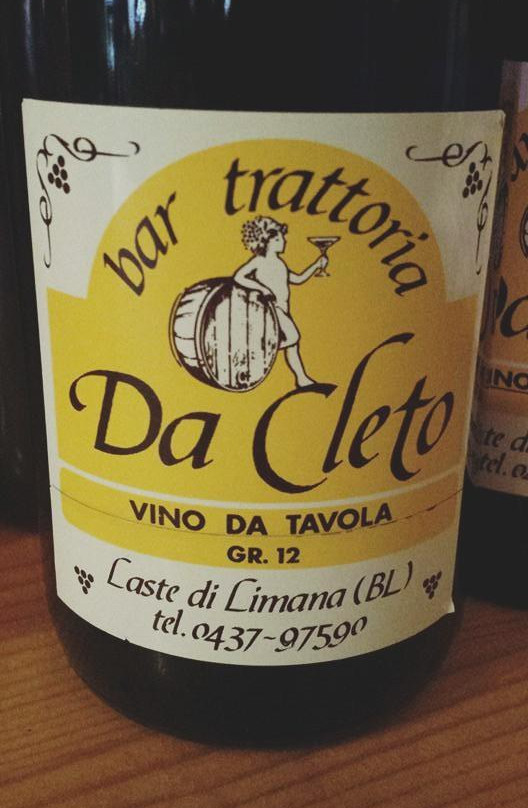 bar trattoria
Da Cleto
VINO DA TAVOLA
GR. 12
Laste di Limana (BL)
tel. 0437~97590